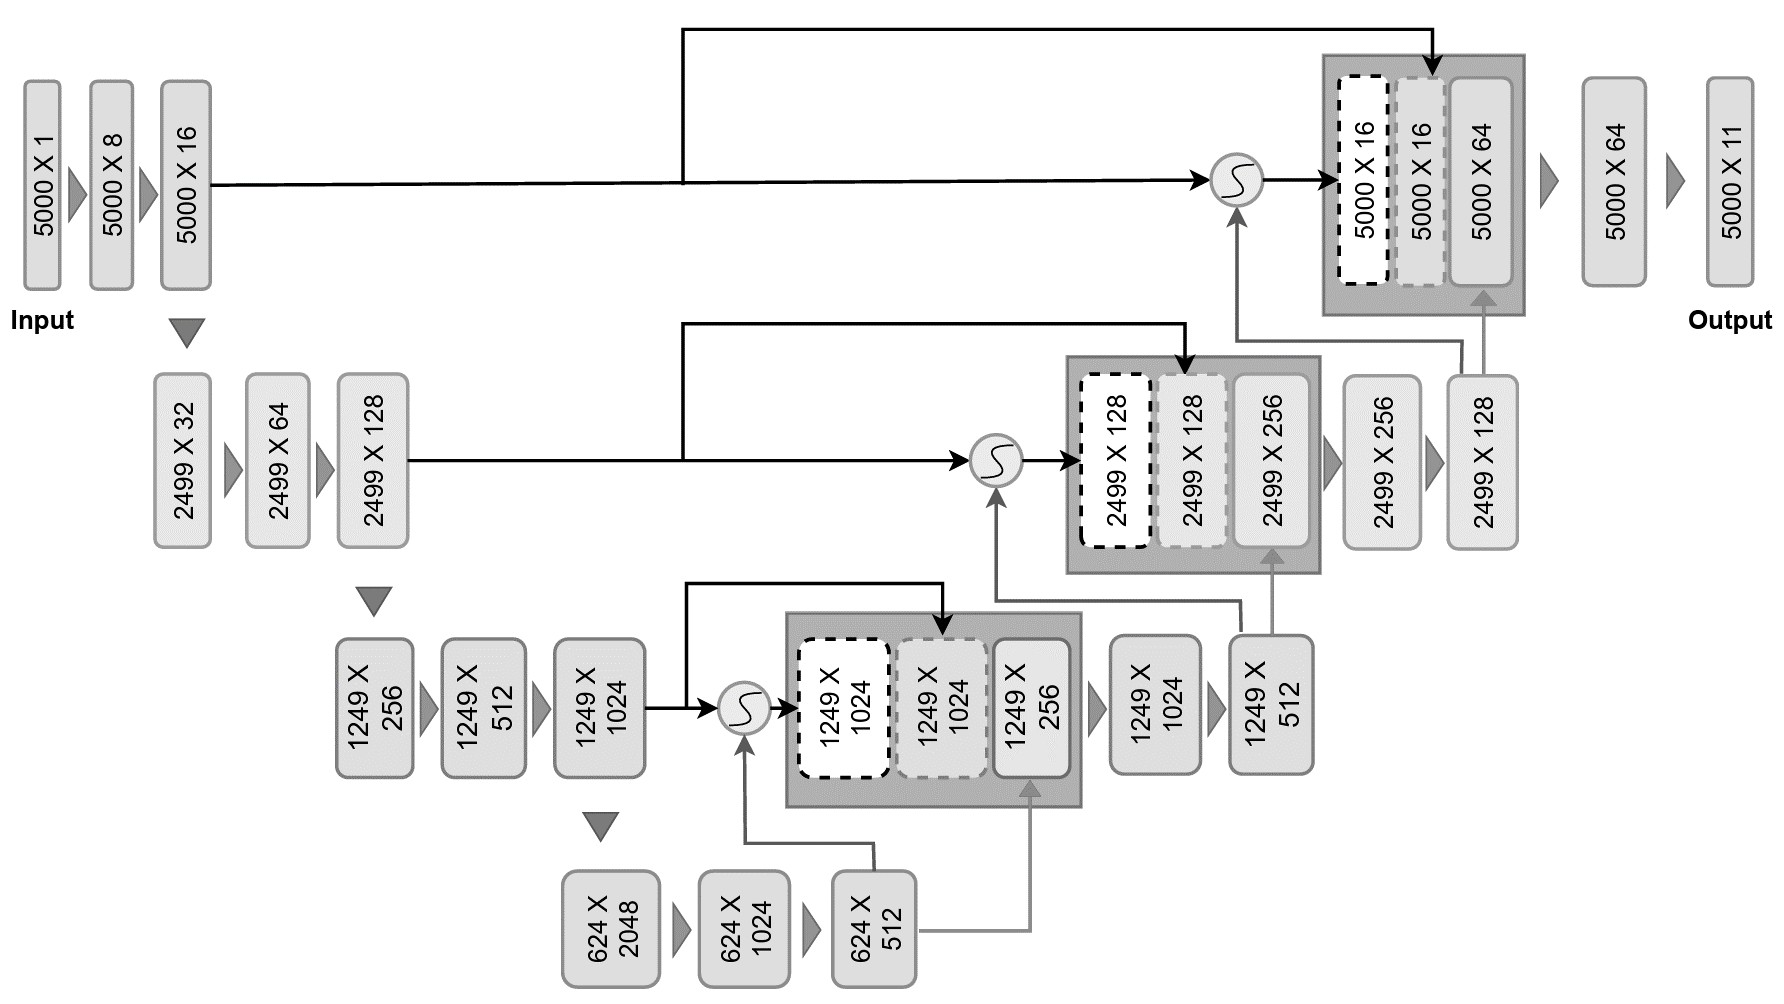 5000 X 1
5000 X 8
5000 X 16
5000 X 16
5000 X 16
5000 X 64
5000 X 64
5000 X 11
Input
Output
2499 X 32
2499 X 64
2499 X 128
2499 X 128
2499 X 128
2499 X 256
2499 X 256
2499 X 128
1249 X
256
1249 X
512
1249 X
1024
1249 X
1024
1249 X
1024
1249 X
256
1249 X
1024
1249 X
512
624 X
2048
624 X
1024
624 X
512